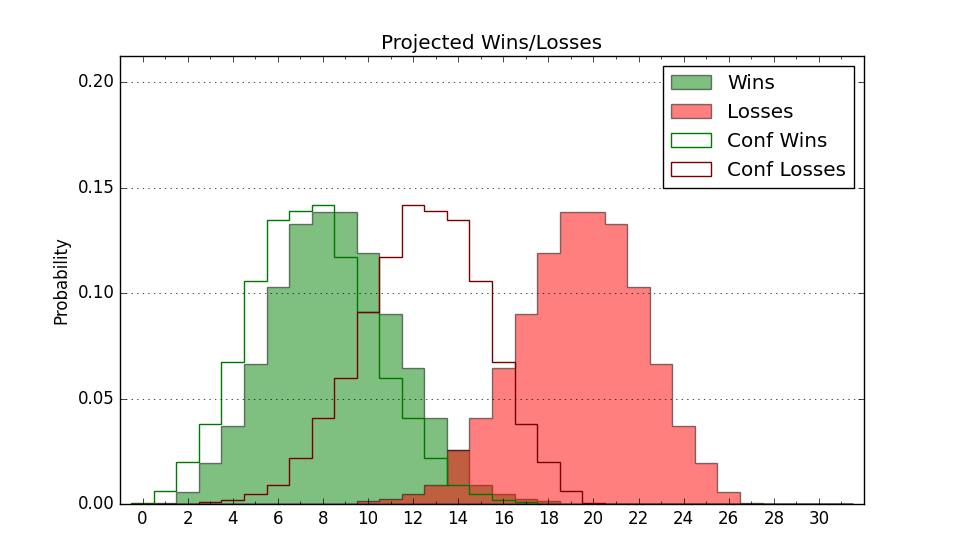 Projected Wins/Losses
Wins
Losses
Conf Wins
Conf Losses
Probability
0.20
0.15
0.10
0.05
0.00
0 2 4 6 8 10 12 14 16 18 20 22 24 26 28 30